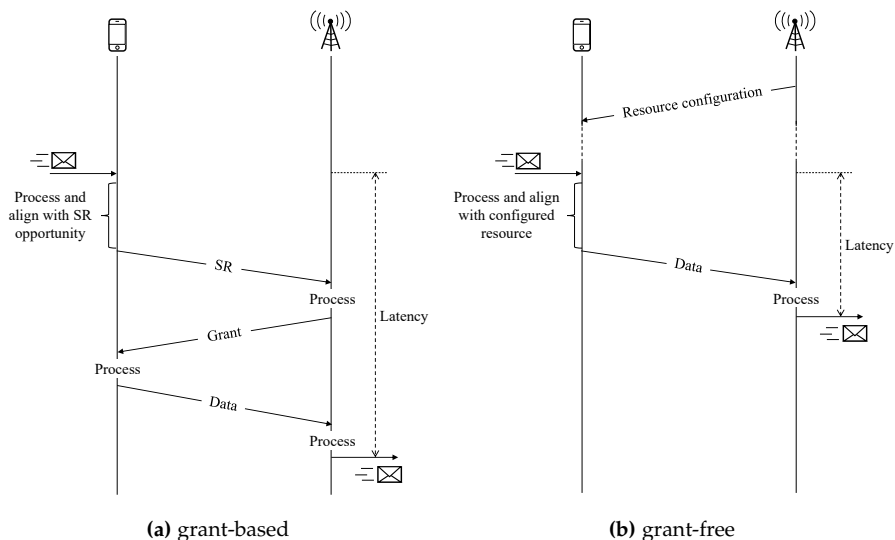 Process and
align with SR
opportunity
SR
Process
Grant
Process
Data
Process
Latency
(a) grant-based
Resource configuration
Process and align
with configured
resource
Data
Process
Latency
(b) grant-free